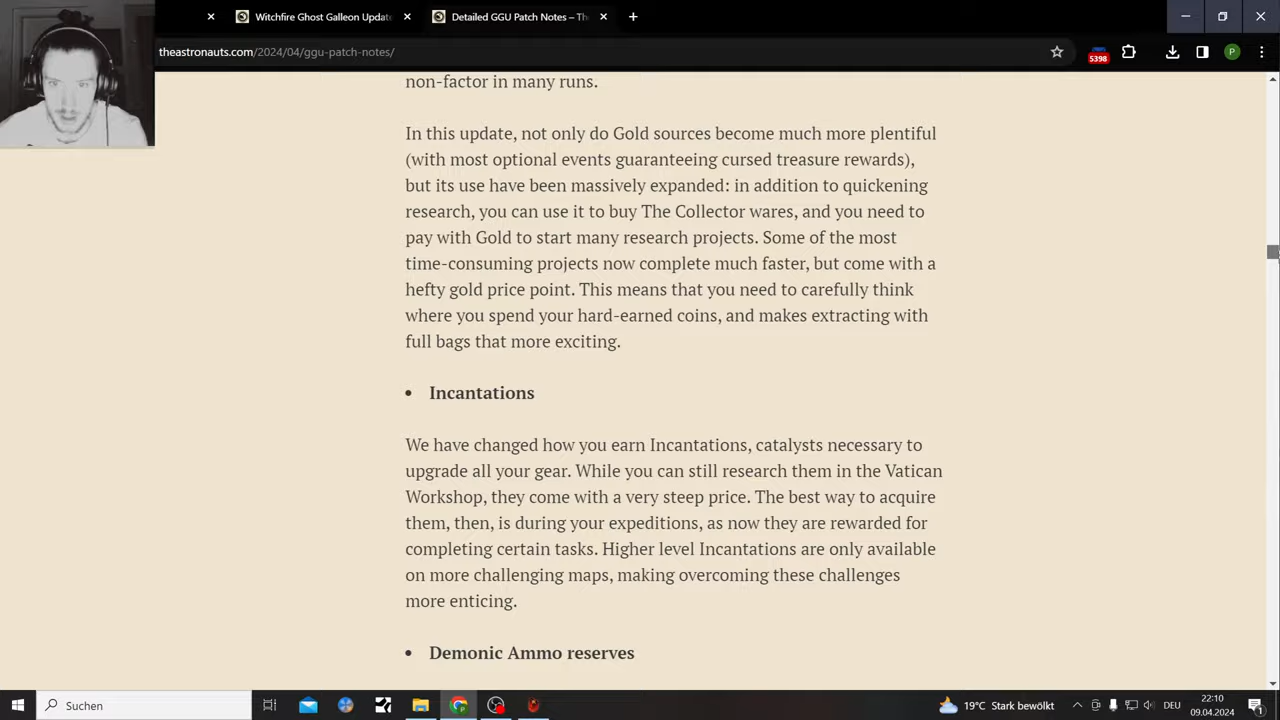 Witchfire Ghost Galleon Updat
Detailed GGU Patch Notes – Th
theastronauts.com/2024/04/ggu-patch-notes/
5398
P
non-factor in many runs.
In this update, not only do Gold sources become much more plentiful
(with most optional events guaranteeing cursed treasure rewards),
but its use have been massively expanded: in addition to quickening
research, you can use it to buy The Collector wares, and you need to
pay with Gold to start many research projects. Some of the most
time-consuming projects now complete much faster, but come with a
hefty gold price point. This means that you need to carefully think
where you spend your hard-earned coins, and makes extracting with
full bags that more exciting.
• Incantations
We have changed how you earn Incantations, catalysts necessary to
upgrade all your gear. While you can still research them in the Vatican
Workshop, they come with a very steep price. The best way to acquire
them, then, is during your expeditions, as now they are rewarded for
completing certain tasks. Higher level Incantations are only available
on more challenging maps, making overcoming these challenges
more enticing.
• Demonic Ammo reserves
Suchen
19°C Stark bewölkt
DEU
22:10
09.04.2024
1